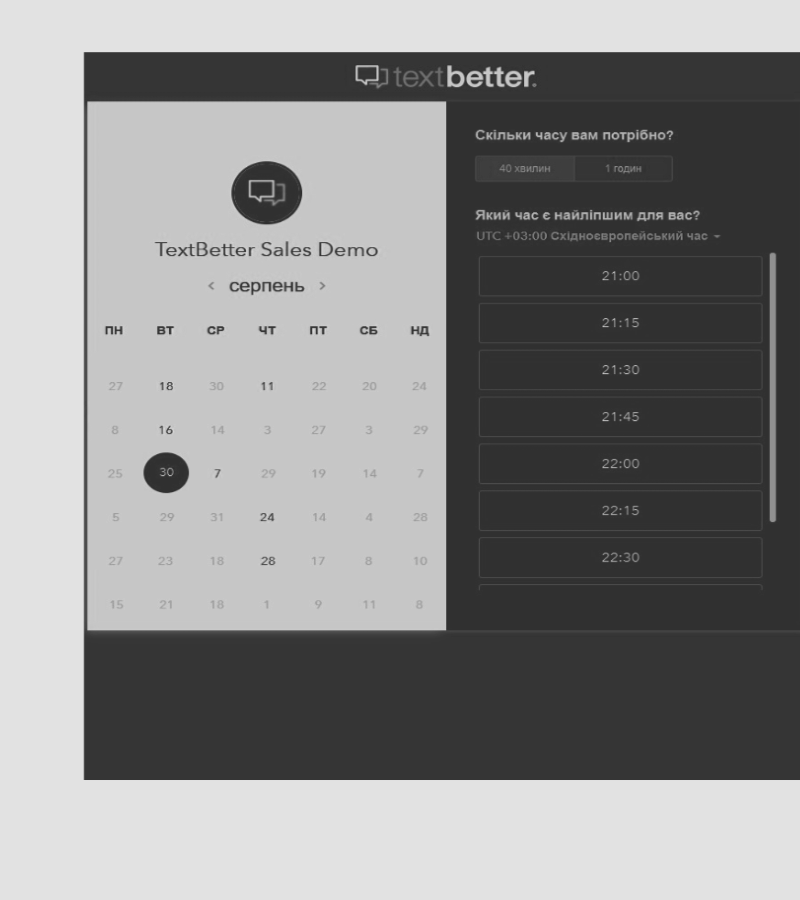 textbetter.
TextBetter Sales Demo
< серпень >
ПН ВТ СР ЧТ ПТ СБ НД
27 18 30 11 22 20 24
8 16 14 3 27 3 29
25 30 7 29 19 14 7
5 29 31 24 14 4 28
27 23 18 28 17 8 10
15 21 18 1 9 11 8
Скільки часу вам потрібно?
40 хвилин 1 годин
Який час є найліпшим для вас?
UTC +03:00 Східноєвропейський час
21:00
21:15
21:30
21:45
22:00
22:15
22:30